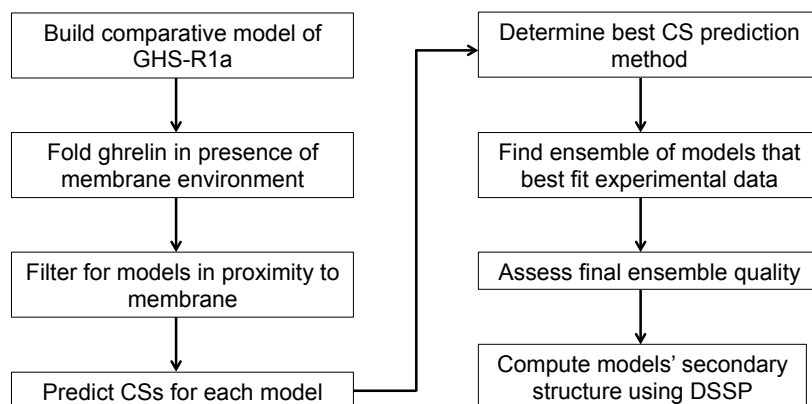 Build comparative model of
GHS-R1a
Fold ghrelin in presence of
membrane environment
Filter for models in proximity to
membrane
Predict CSs for each model
Determine best CS prediction
method
Find ensemble of models that
best fit experimental data
Assess final ensemble quality
Compute models' secondary
structure using DSSP